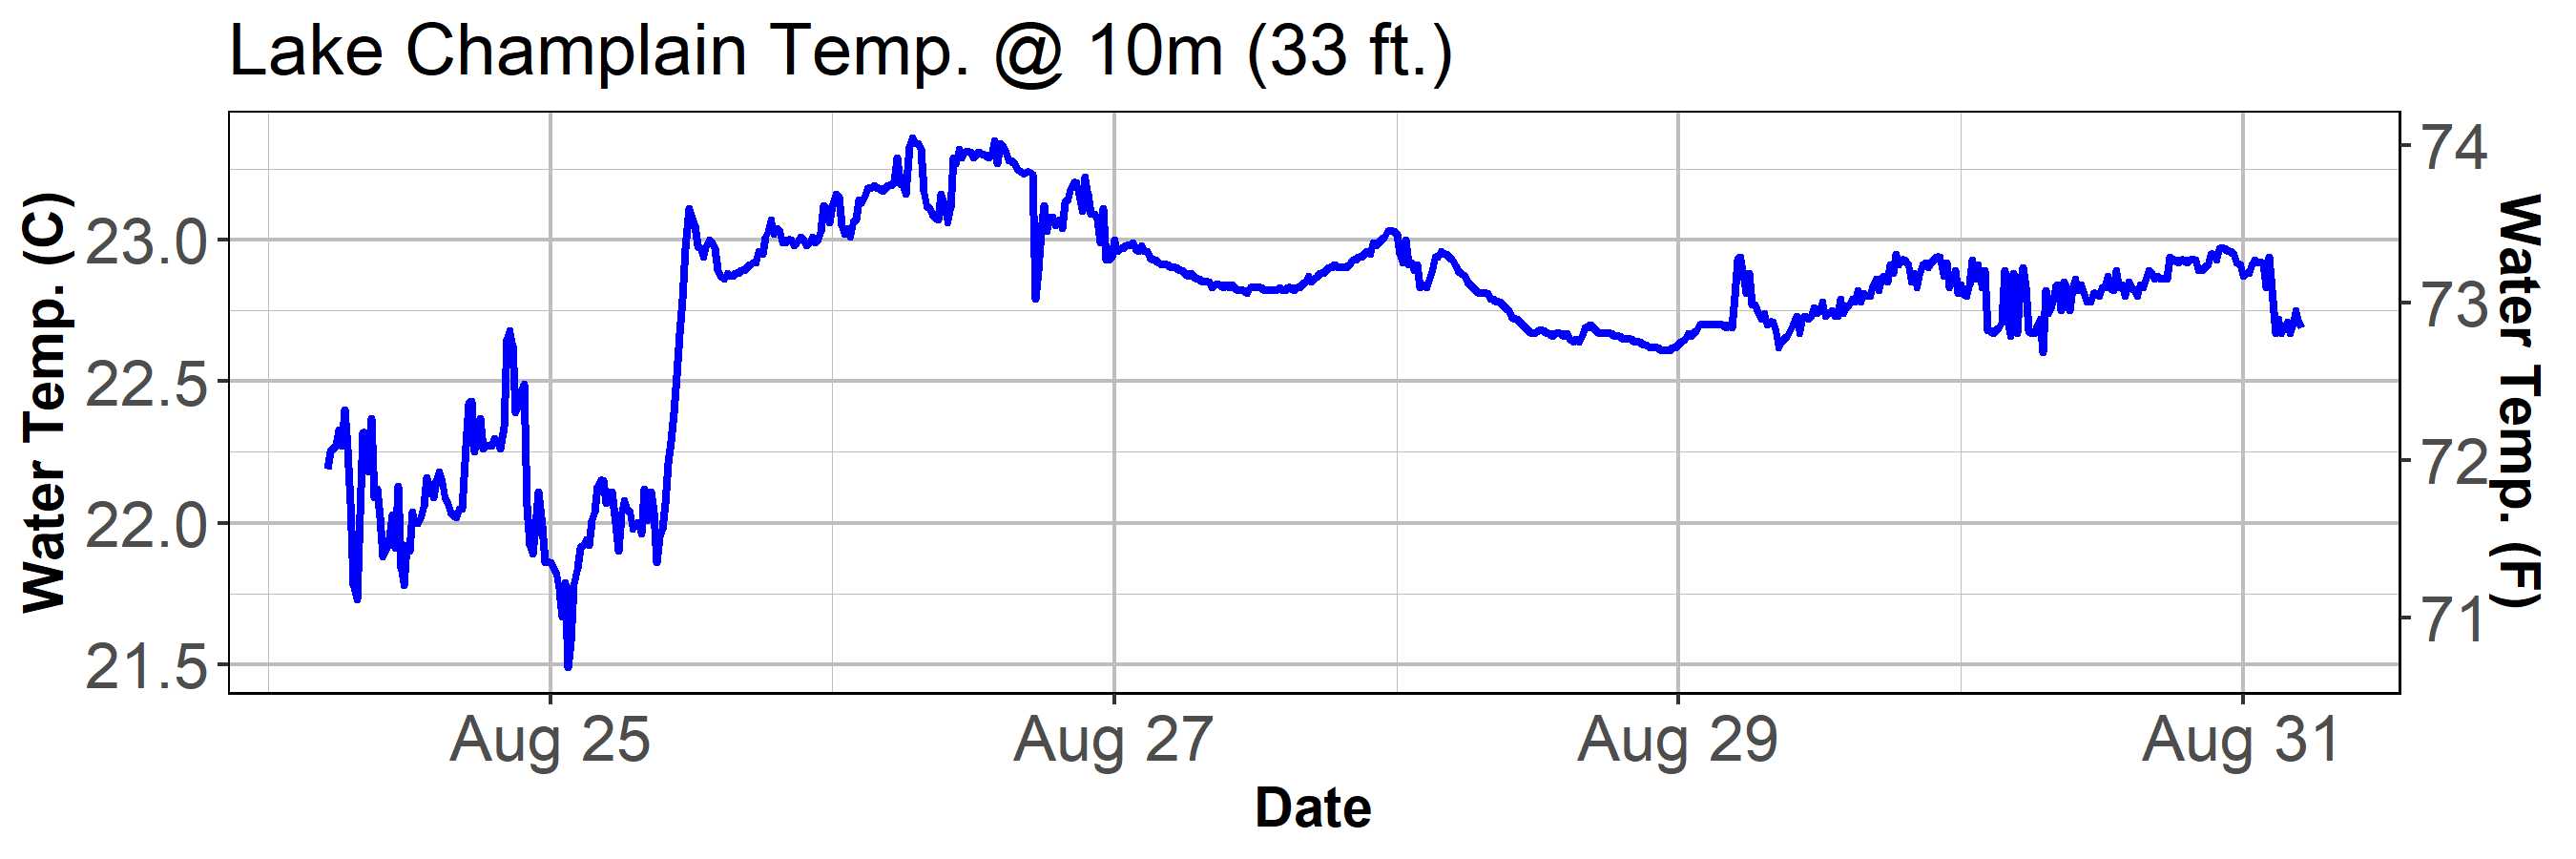 Lake Champlain Temp. @ 10m (33 ft.)
Water Temp. (C)
23.0
22.5
22.0
21.5
74
73
72
71
Water Temp. (F)
Aug 25 Aug 27 Aug 29 Aug 31
Date